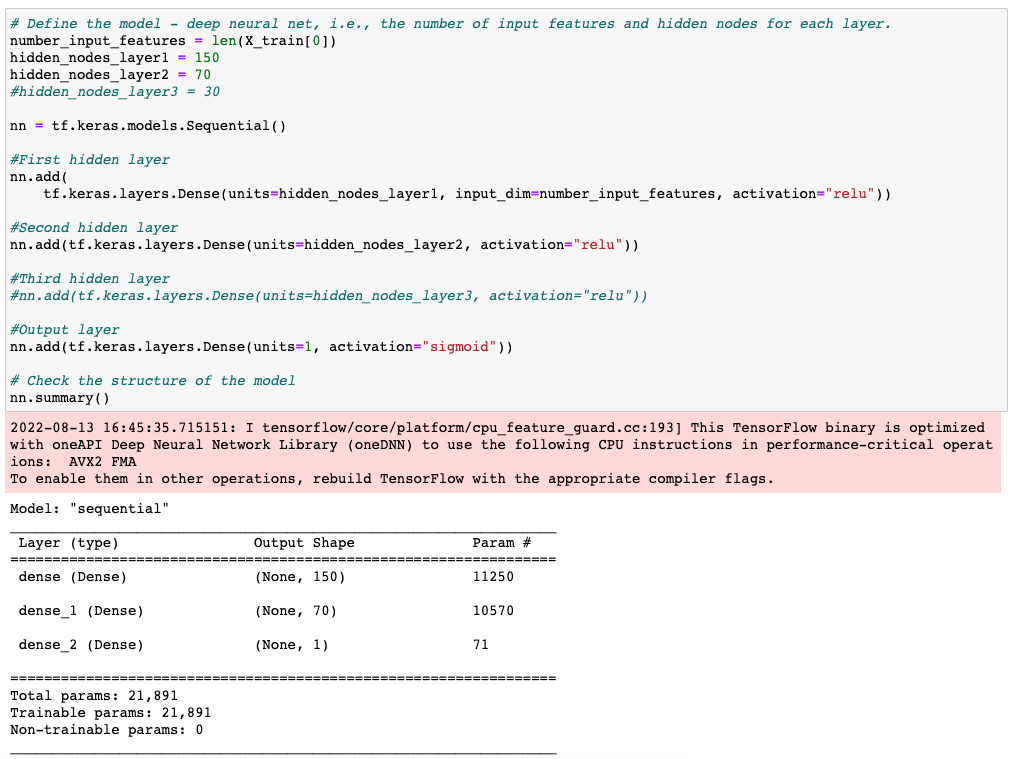 # Define the model - deep neural net, i.e., the number of input features and hidden nodes for each layer.
number_input_features = len(X_train[0])
hidden_nodes_layer1 = 150
hidden_nodes_layer2 = 70
#hidden_nodes_layer3 = 30
nn = tf.keras.models.Sequential()
#First hidden layer
nn.add(
    tf.keras.layers.Dense(units=hidden_nodes_layer1, input_dim=number_input_features, activation="relu"))
#Second hidden layer
nn.add(tf.keras.layers.Dense(units=hidden_nodes_layer2, activation="relu"))
#Third hidden layer
#nn.add(tf.keras.layers.Dense(units=hidden_nodes_layer3, activation="relu"))
#Output layer
nn.add(tf.keras.layers.Dense(units=1, activation="sigmoid"))
# Check the structure of the model
nn.summary()
2022-08-13 16:45:35.715151: I tensorflow/core/platform/cpu_feature_guard.cc:193] This TensorFlow binary is optimized
with oneAPI Deep Neural Network Library (oneDNN) to use the following CPU instructions in performance-critical operat
ions:  AVX2 FMA
To enable them in other operations, rebuild TensorFlow with the appropriate compiler flags.
Model: "sequential"
Layer (type) Output Shape Param #
dense (Dense) (None, 150) 11250
dense_1 (Dense) (None, 70) 10570
dense_2 (Dense) (None, 1) 71
Total params: 21,891
Trainable params: 21,891
Non-trainable params: 0